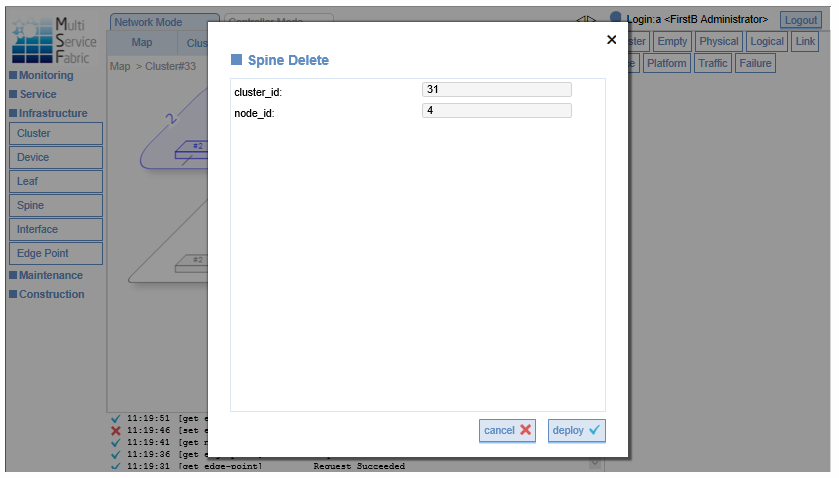 Multi
Service
Fabric
Network Mode
Controller Mode
Login:a <FirstB Administrator>
Logout
Map
Empty
Physical
Logical
Link
Platform
Traffic
Failure
Map > Cluster#33
Monitoring
Service
Infrastructure
Cluster
Device
Leaf
Spine
Interface
Edge Point
Maintenance
Construction
2
#2
#2
Spine Delete
cluster_id:
31
node_id:
4
cancel
deploy
11:19:51 [get
11:19:46 [set
11:19:41 [get
11:19:36 [get
11:19:31 [get edge-point] Request Succeeded